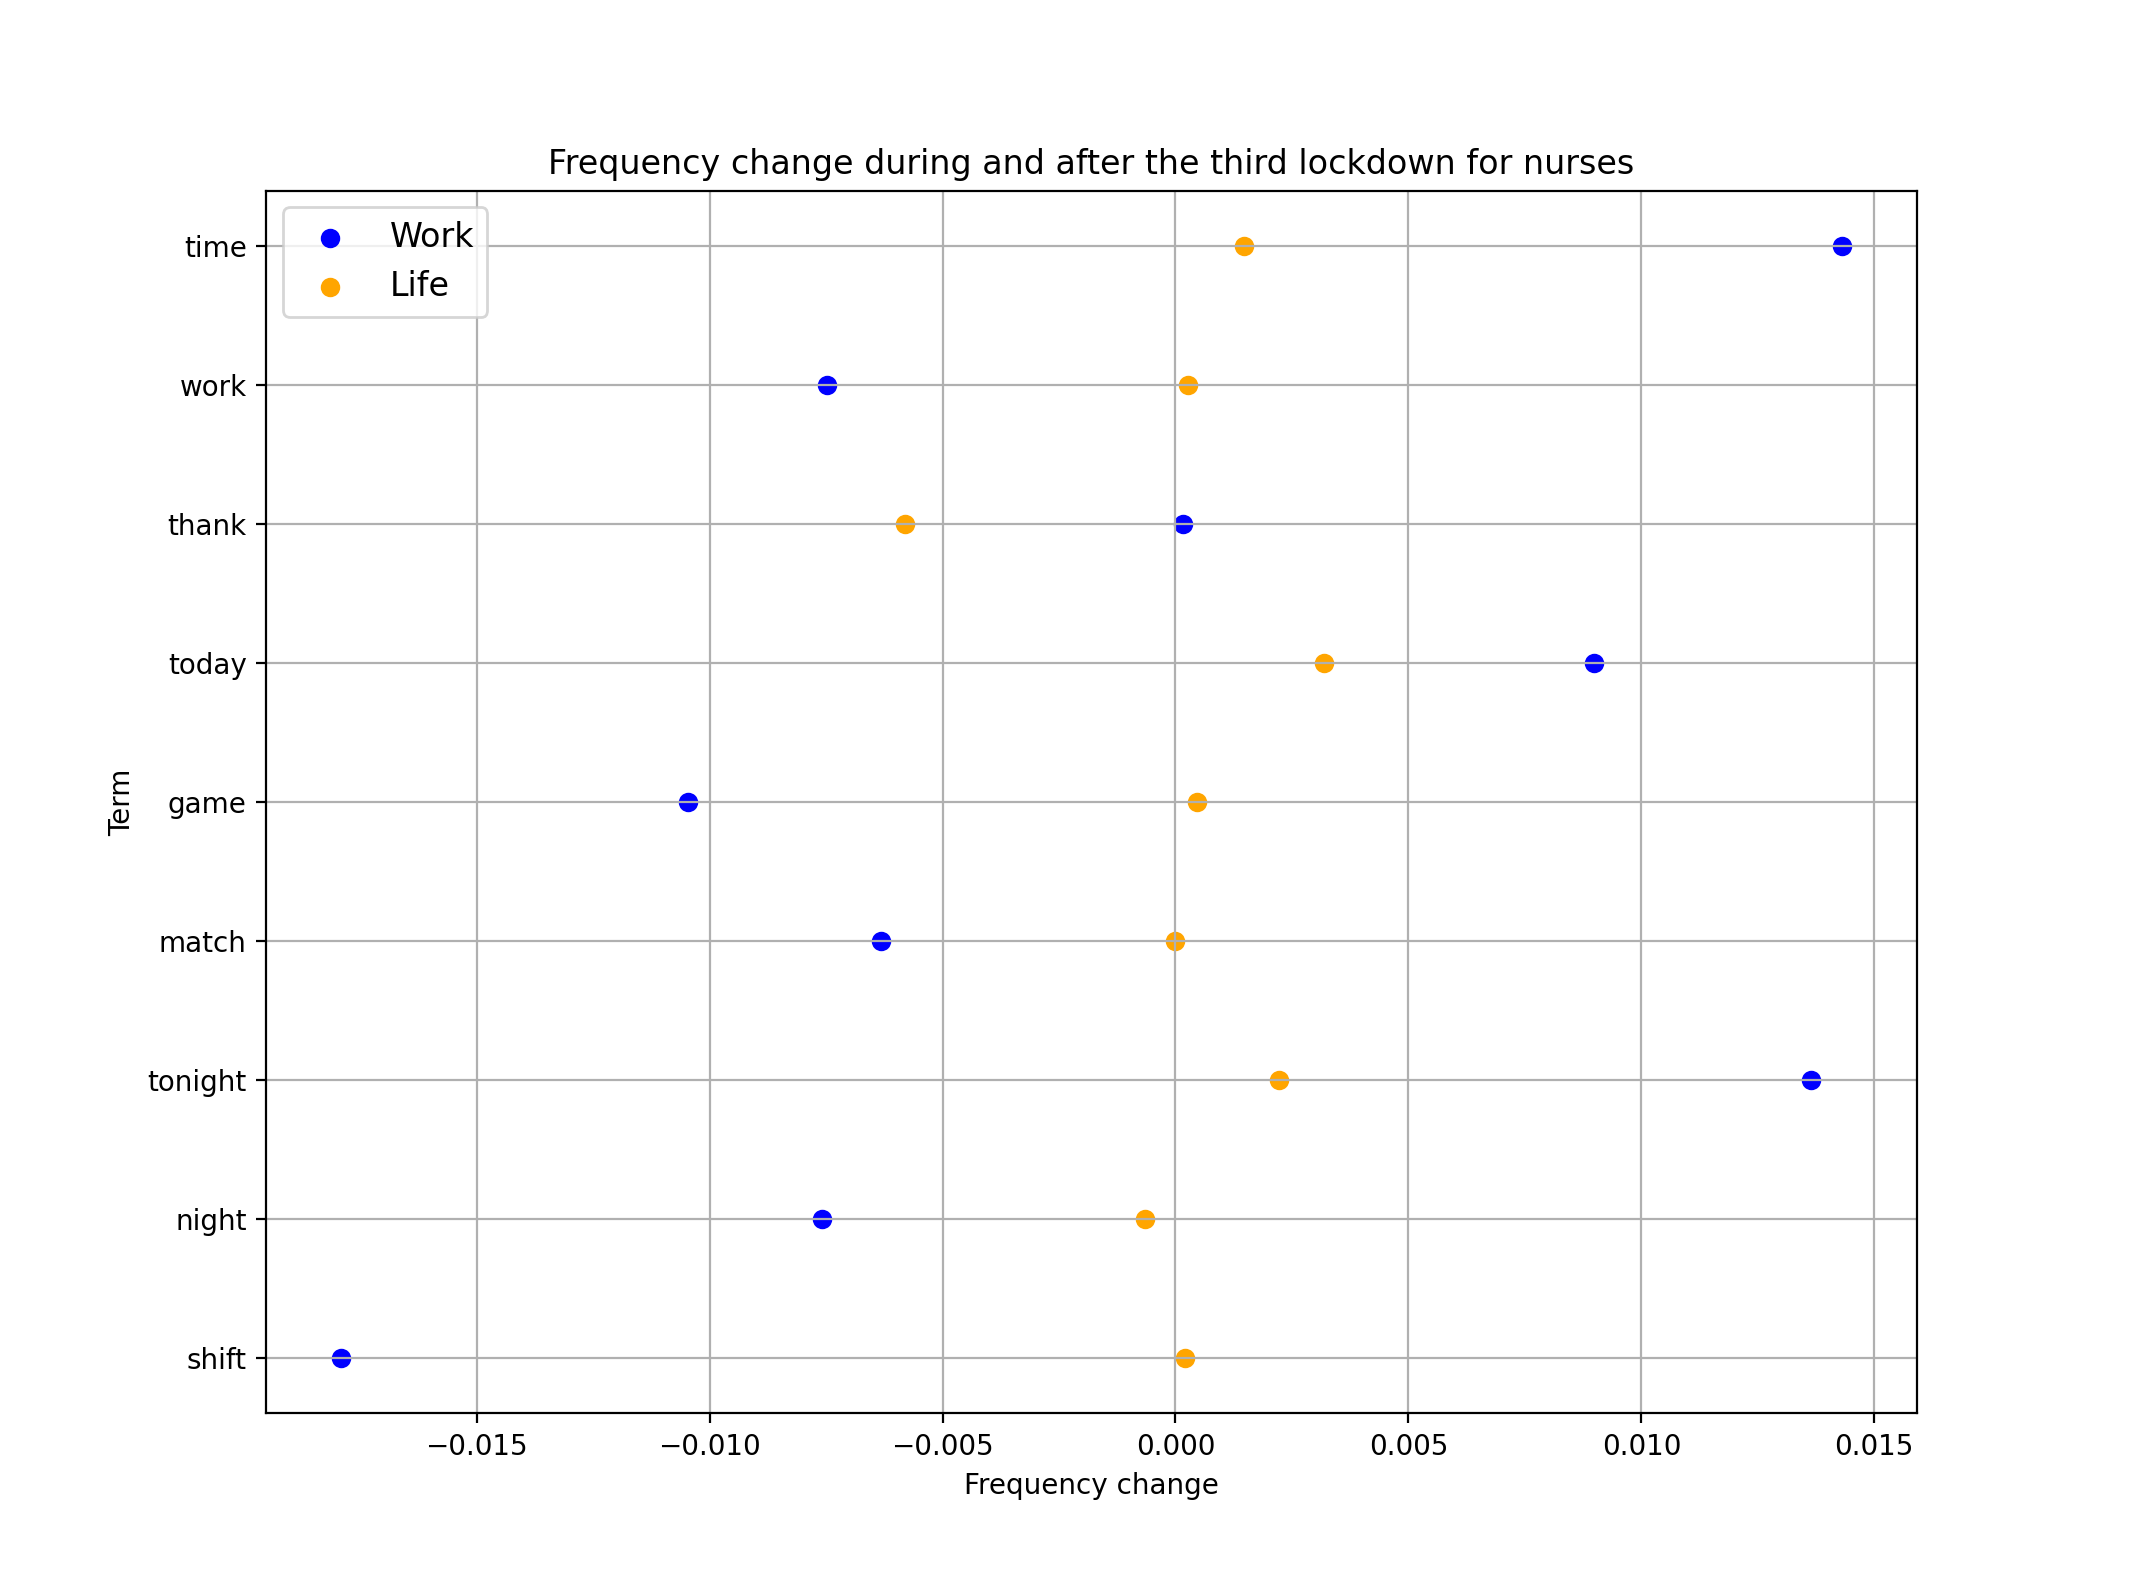 Frequency change during and after the third lockdown for nurses
Work
Life
time
work
thank
today
game
match
tonight
night
shift
Term
−0.015 −0.010 −0.005 0.000 0.005 0.010 0.015
Frequency change